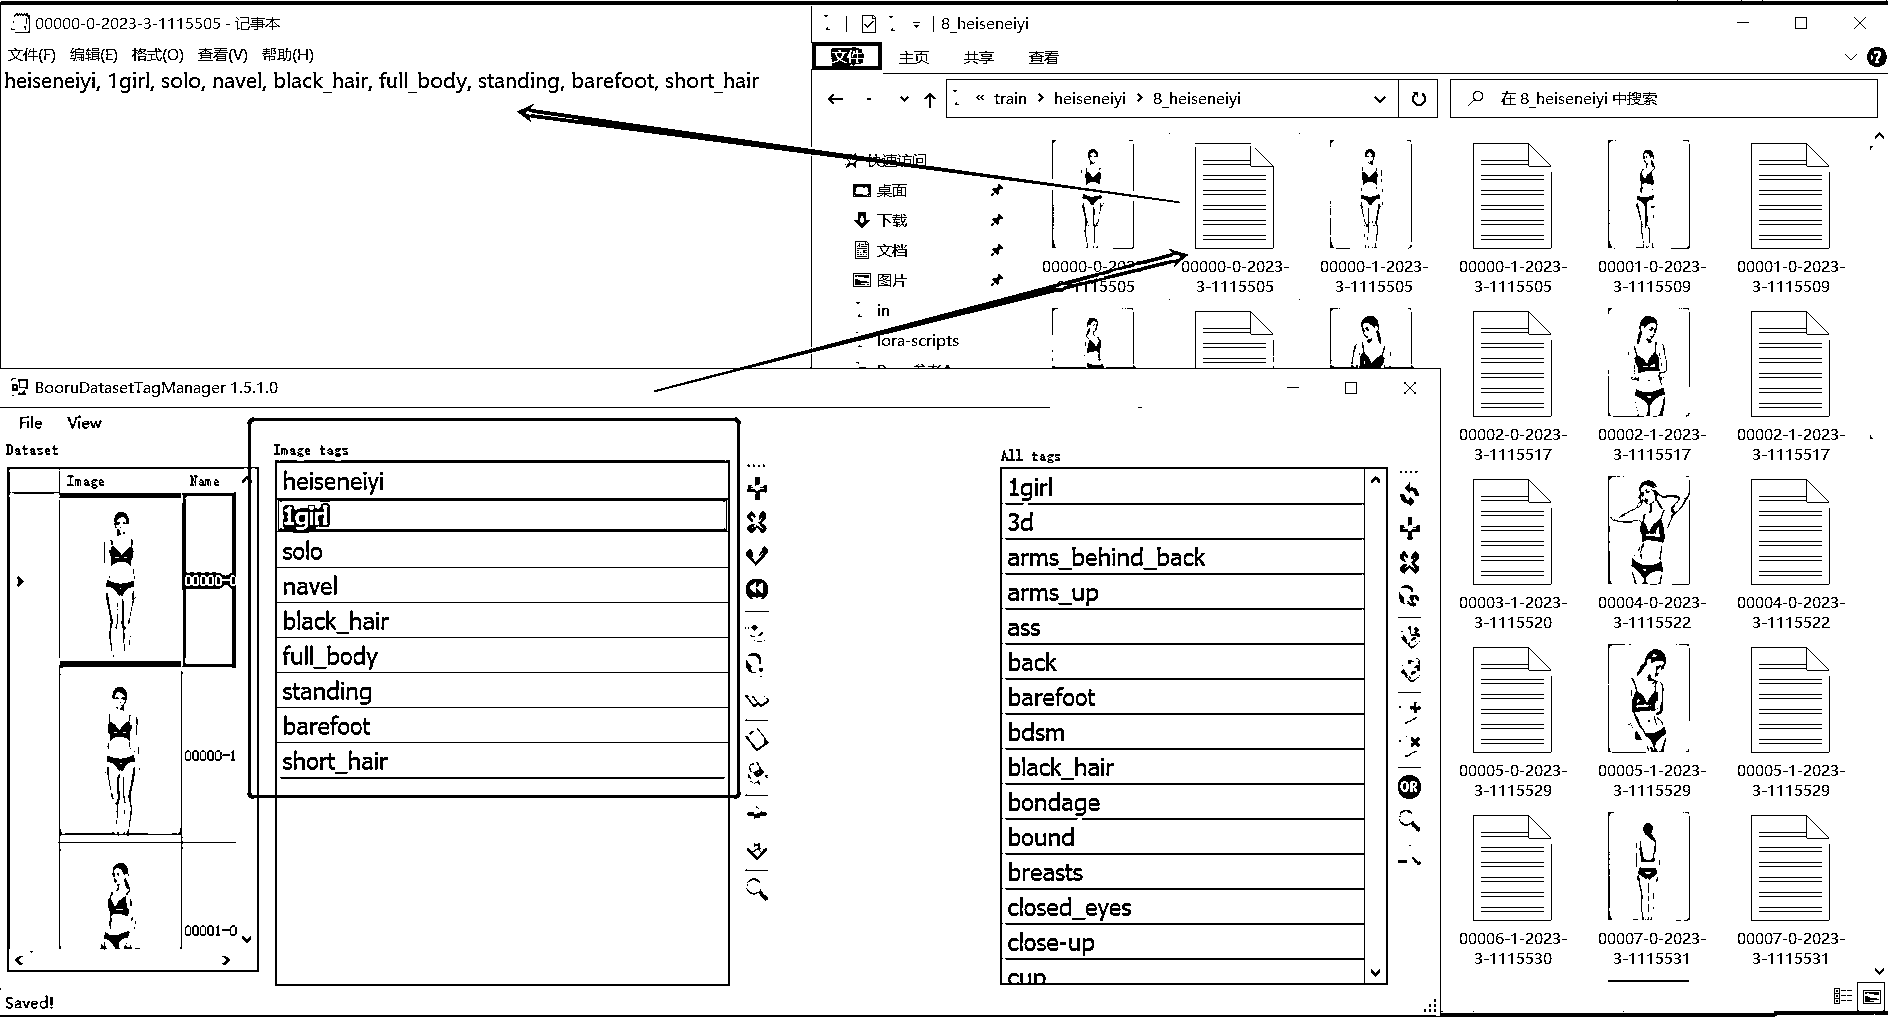 00000-0-2023-3-1115505 - 记事本
文件(F) 编辑(E) 格式(O) 查看(V) 帮助(H)
heiseneiyi, 1girl, solo, navel, black_hair, full_body, standing, barefoot, short_hair
8_heiseneiyi
文件 主页 共享 查看
« train > heiseneiyi > 8_heiseneiyi
在 8_heiseneiyi 中搜索
快速访问
桌面
下载
文档
图片
in
lora-scripts
00000-0-2023-3-1115505
00000-0-2023-3-1115505
00000-1-2023-3-1115505
00000-1-2023-3-1115505
00001-0-2023-3-1115509
00001-0-2023-3-1115509
00002-0-2023-3-1115517
00002-1-2023-3-1115517
00002-1-2023-3-1115517
00003-1-2023-3-1115520
00004-0-2023-3-1115522
00004-0-2023-3-1115522
00005-0-2023-3-1115529
00005-1-2023-3-1115529
00005-1-2023-3-1115529
00006-1-2023-3-1115530
00007-0-2023-3-1115531
00007-0-2023-3-1115531
BooruDatasetTagManager 1.5.1.0
File View
Dataset
Image Name
00000-0
00000-1
00001-0
Image tags
heiseneiyi
1girl
solo
navel
black_hair
full_body
standing
barefoot
short_hair
All tags
1girl
3d
arms_behind_back
arms_up
ass
back
barefoot
bdsm
black_hair
bondage
bound
breasts
closed_eyes
close-up
cup
OR
Saved!